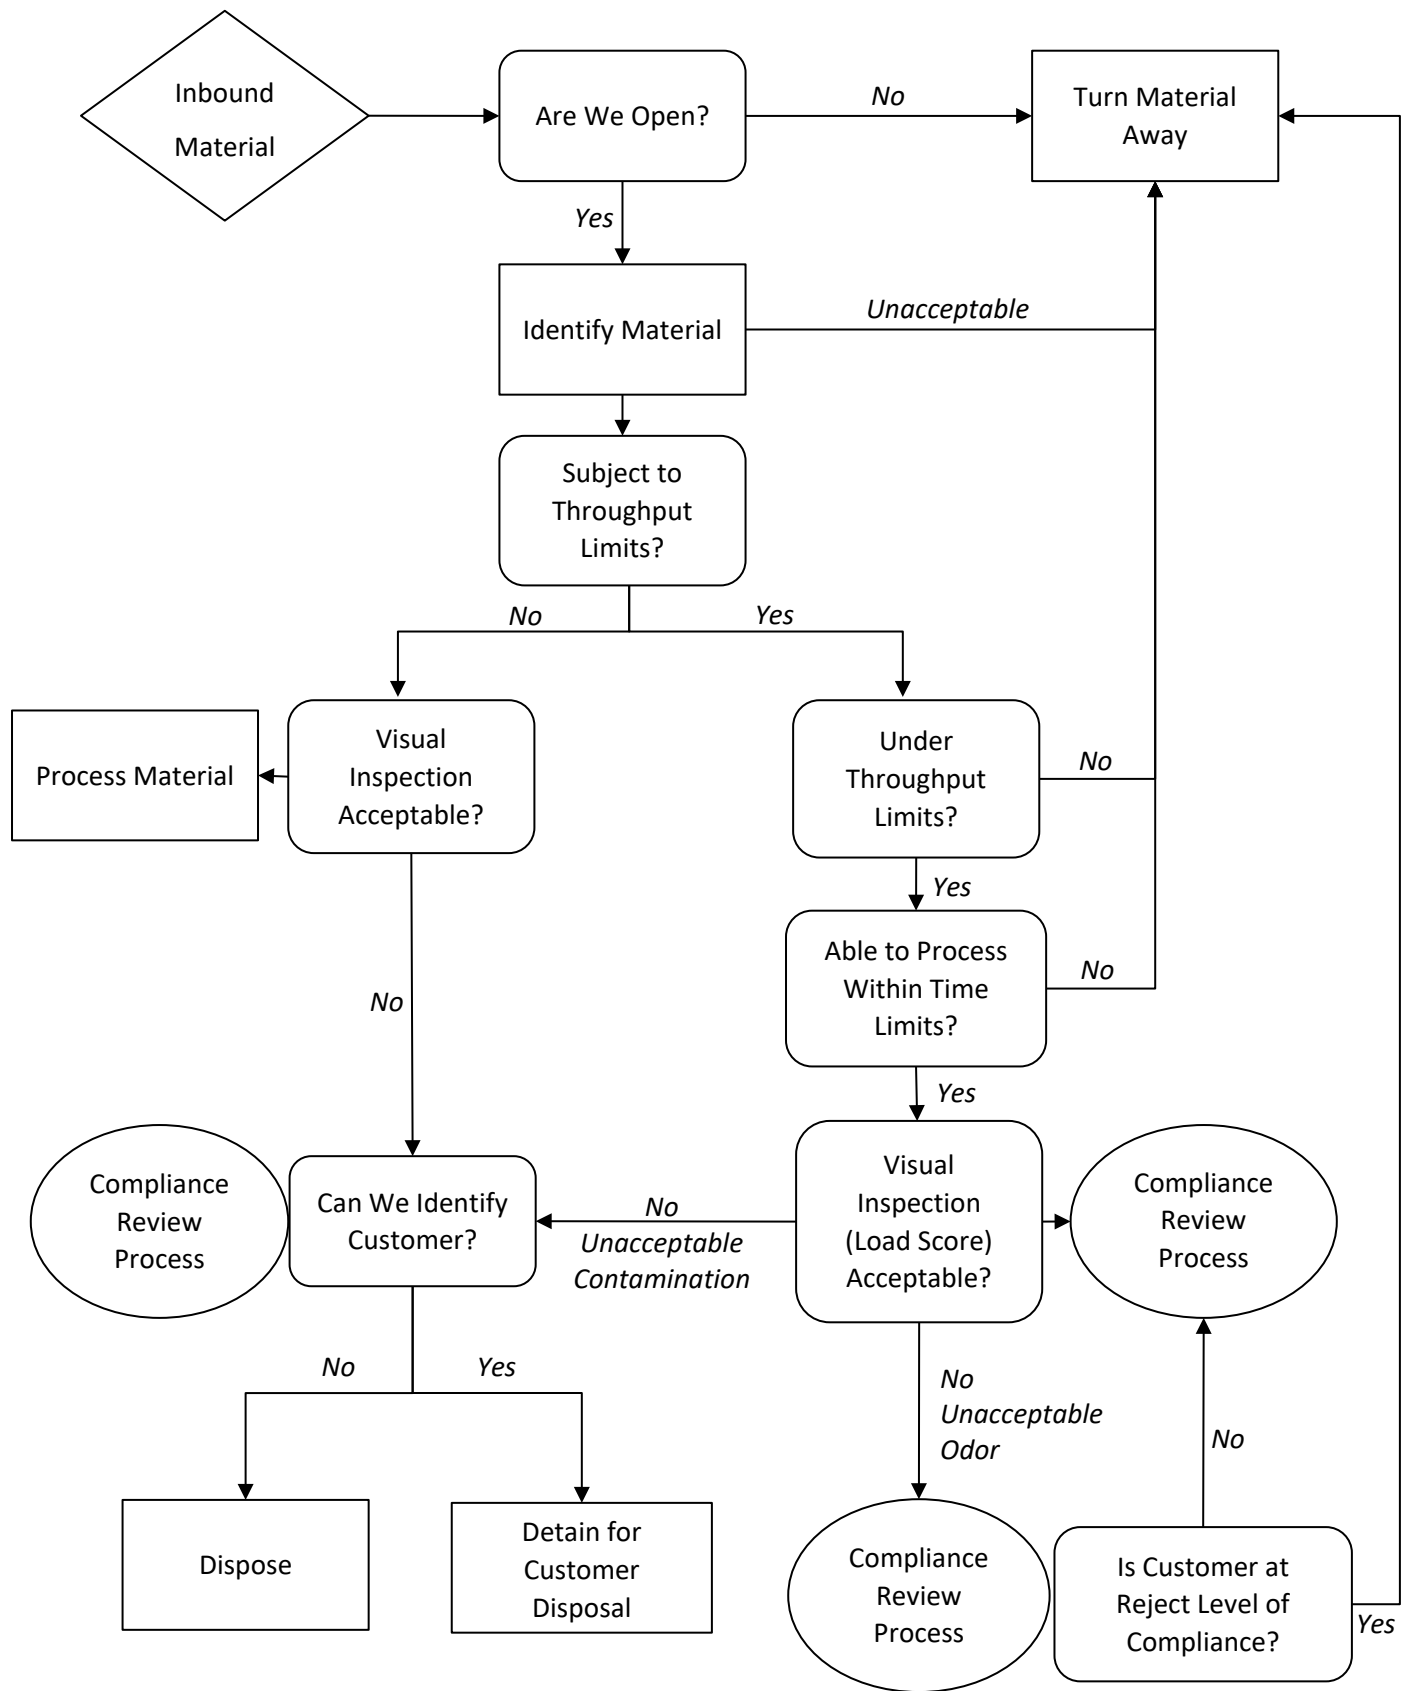 Inbound
Material
Are We Open?
No
Turn Material
Away
Yes
Identify Material
Unacceptable
Subject to
Throughput
Limits?
No
Yes
Process Material
Visual
Inspection
Acceptable?
Under
Throughput
Limits?
No
Yes
Able to Process
Within Time
Limits?
No
No
Yes
Compliance
Review
Process
Can We Identify
Customer?
No
Unacceptable
Contamination
Visual
Inspection
(Load Score)
Acceptable?
Compliance
Review
Process
No
Yes
No
Unacceptable
Odor
No
Dispose
Detain for
Customer
Disposal
Compliance
Review
Process
Is Customer at
Reject Level of
Compliance?
Yes